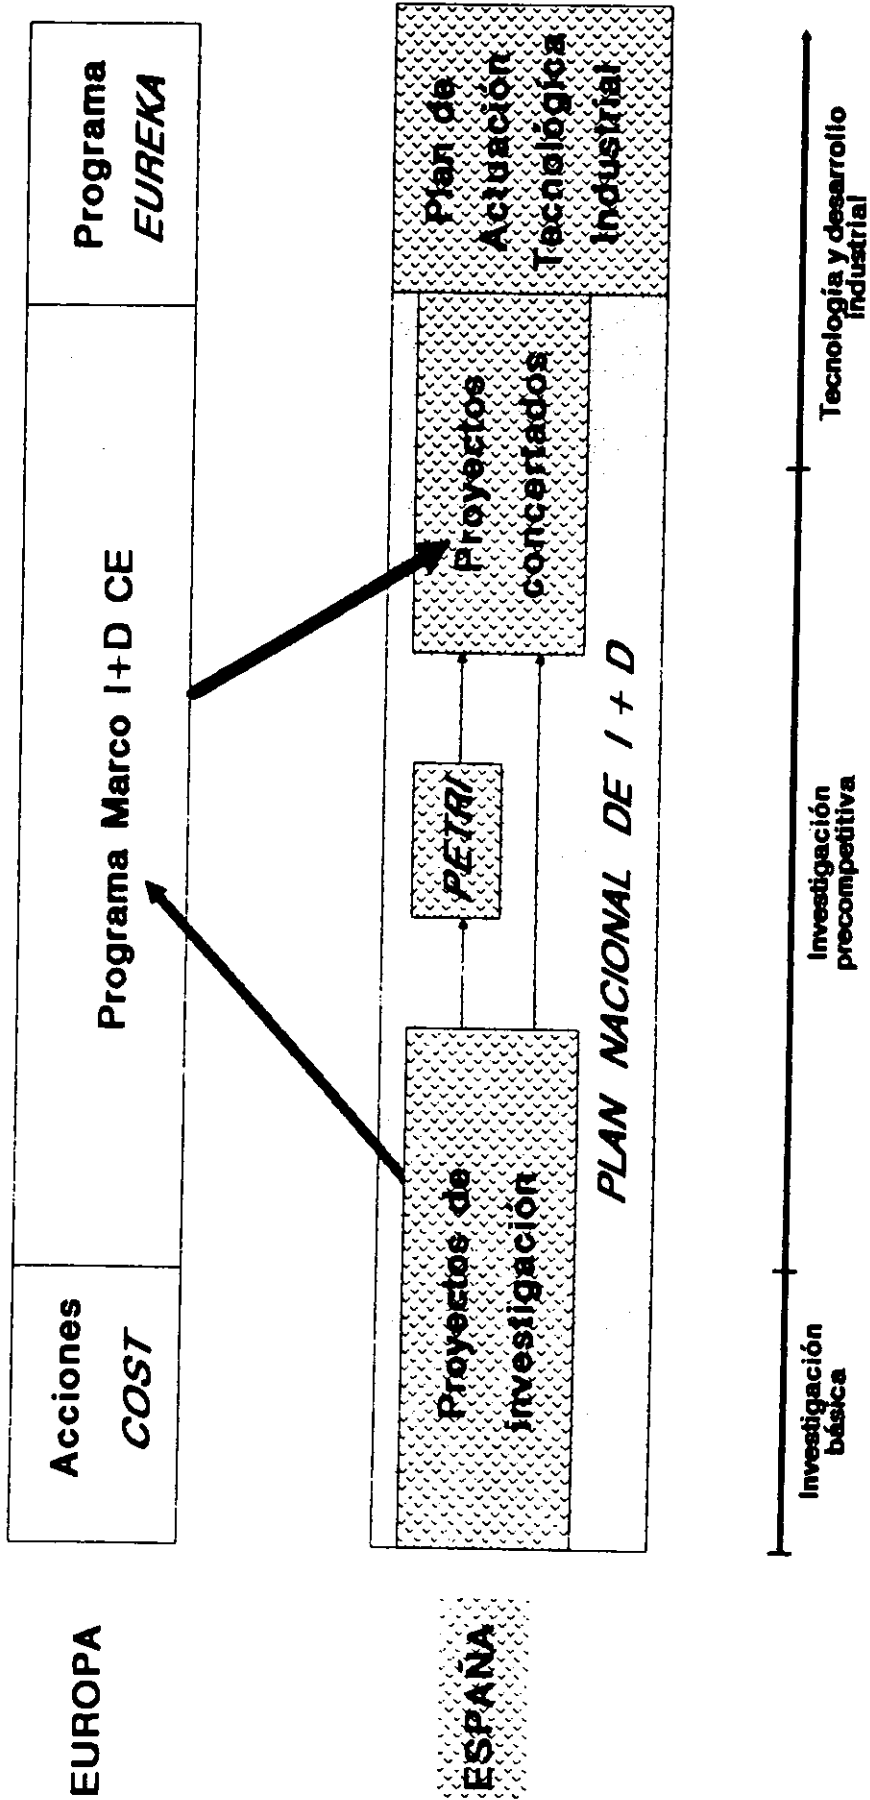 EUROPA
Acciones
COST
Programa Marco I+D CE
Programa
EUREKA
ESPAÑA
Proyectos de
investigación
PETRI
Proyectos
concertados
Plan de
Actuación
Tecnológica
Industrial
PLAN NACIONAL DE I + D
Investigación
básica
Investigación
precompetitiva
Tecnología y desarrollo
industrial